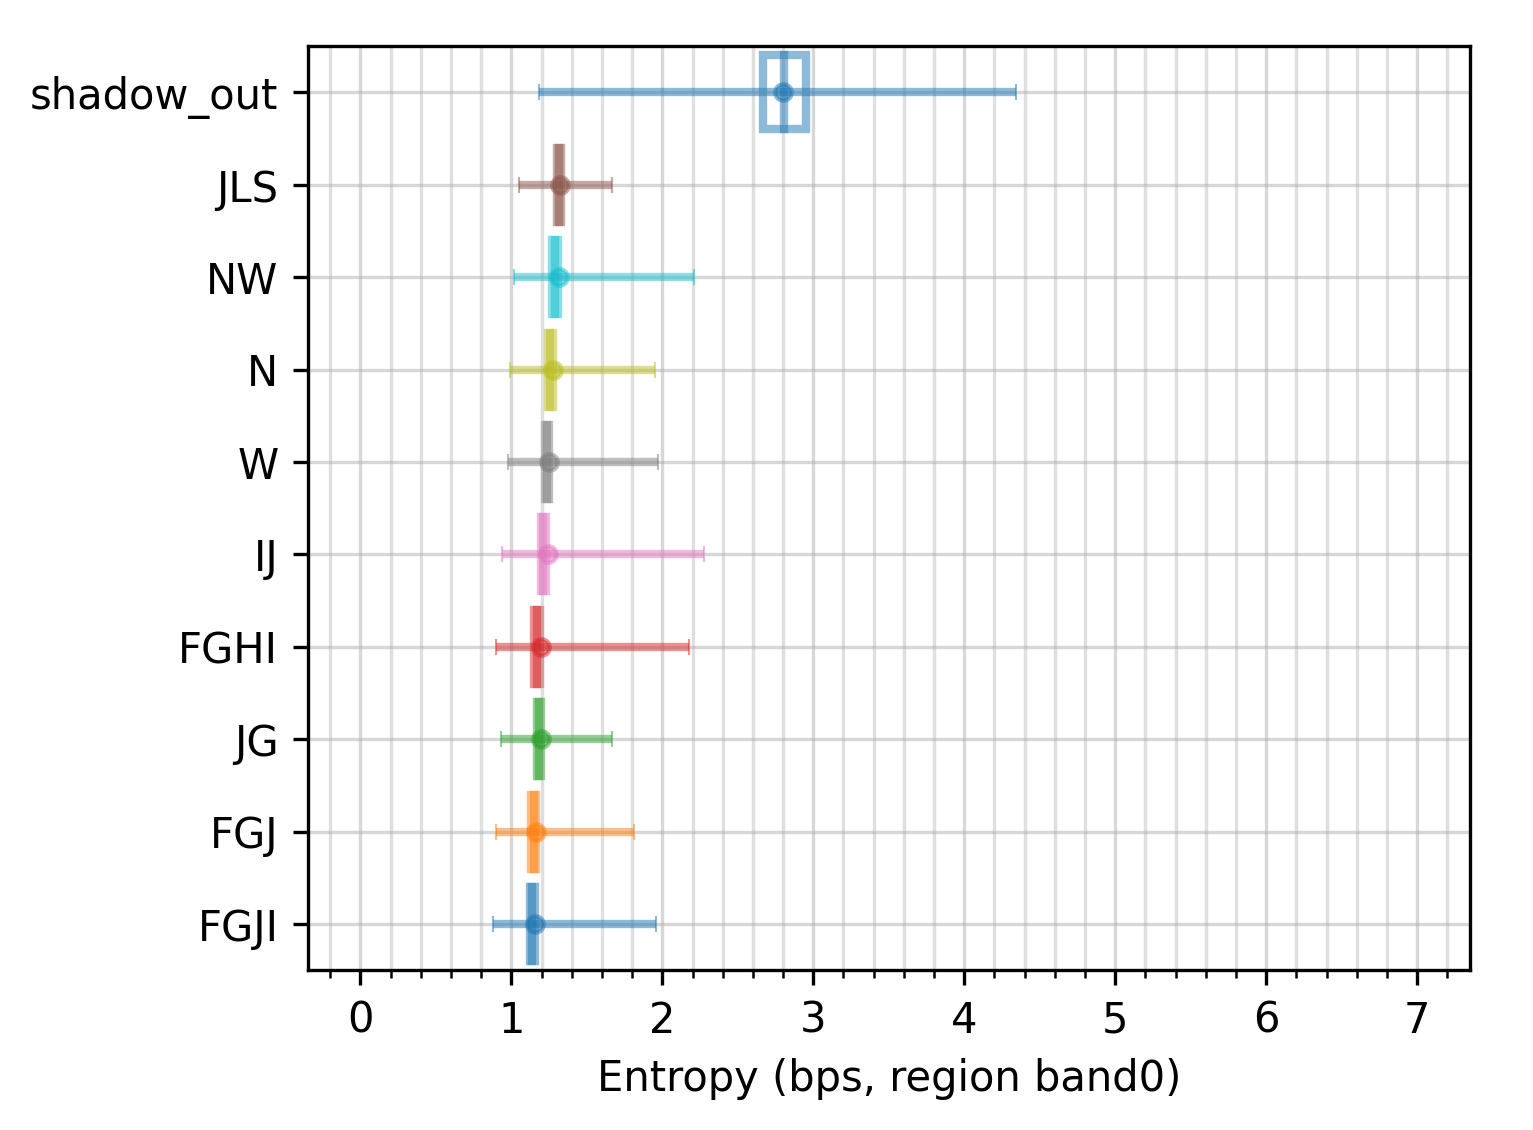 shadow_out
JLS
NW
N
W
IJ
FGHI
JG
FGJ
FGJI
0 1 2 3 4 5 6 7
Entropy (bps, region band0)